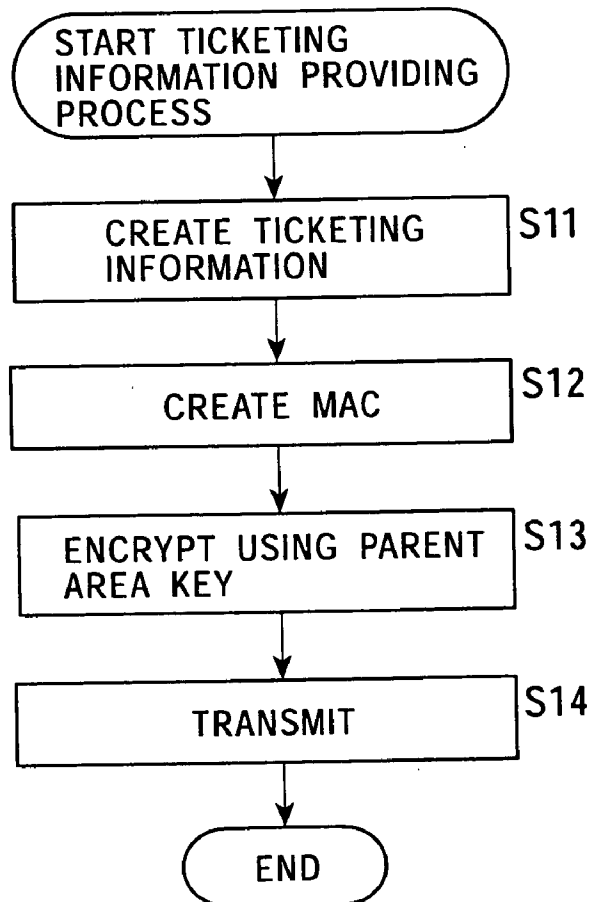 START TICKETING
INFORMATION PROVIDING
PROCESS
CREATE TICKETING
INFORMATION
S11
CREATE MAC
S12
ENCRYPT USING PARENT
AREA KEY
S13
TRANSMIT
S14
END